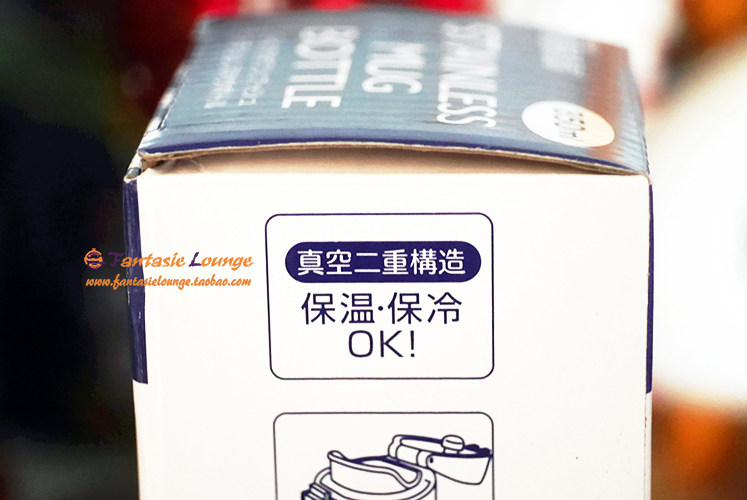 STAINLESS
MUG
BOTTLE
Fantasie Lounge
www.fantasielounge.taobao.com
真空二重構造
保温·保冷
OK!